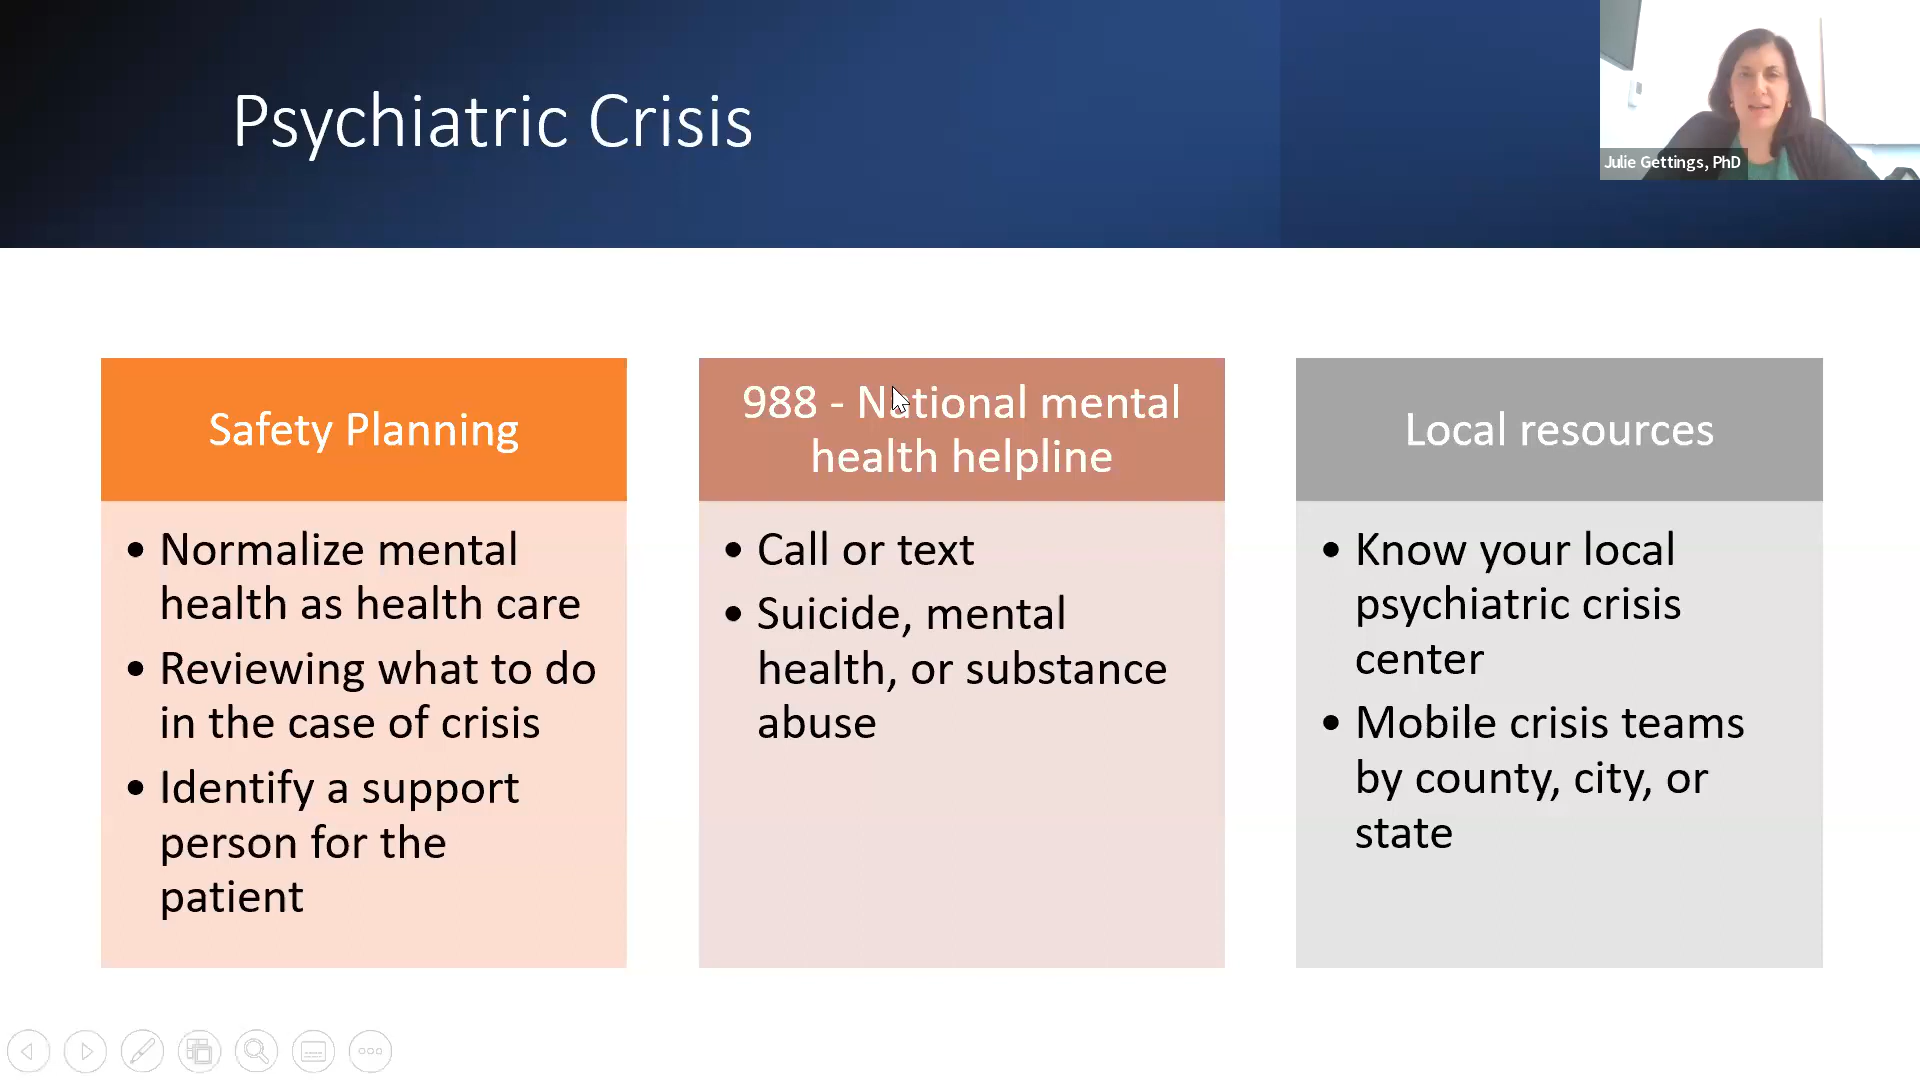 Psychiatric Crisis
Julie Gettings, PhD
Safety Planning
• Normalize mental
health as health care
• Reviewing what to do
in the case of crisis
• Identify a support
person for the
patient
988 - National mental
health helpline
• Call or text
• Suicide, mental
health, or substance
abuse
Local resources
• Know your local
psychiatric crisis
center
• Mobile crisis teams
by county, city, or
state